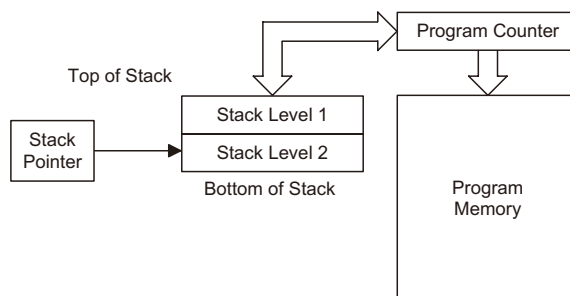 Program Counter
Top of Stack
Stack Level 1
Stack
Pointer
Stack Level 2
Bottom of Stack
Program
Memory